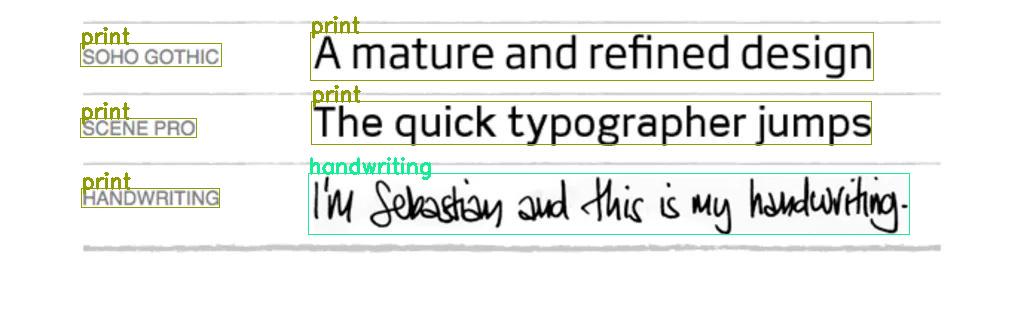 print print
SOHO GOTHIC A mature and refined design
print print
SCENE PRO The quick typographer jumps
print handwriting
HANDWRITING I'm Sebastian and this is my handwriting.